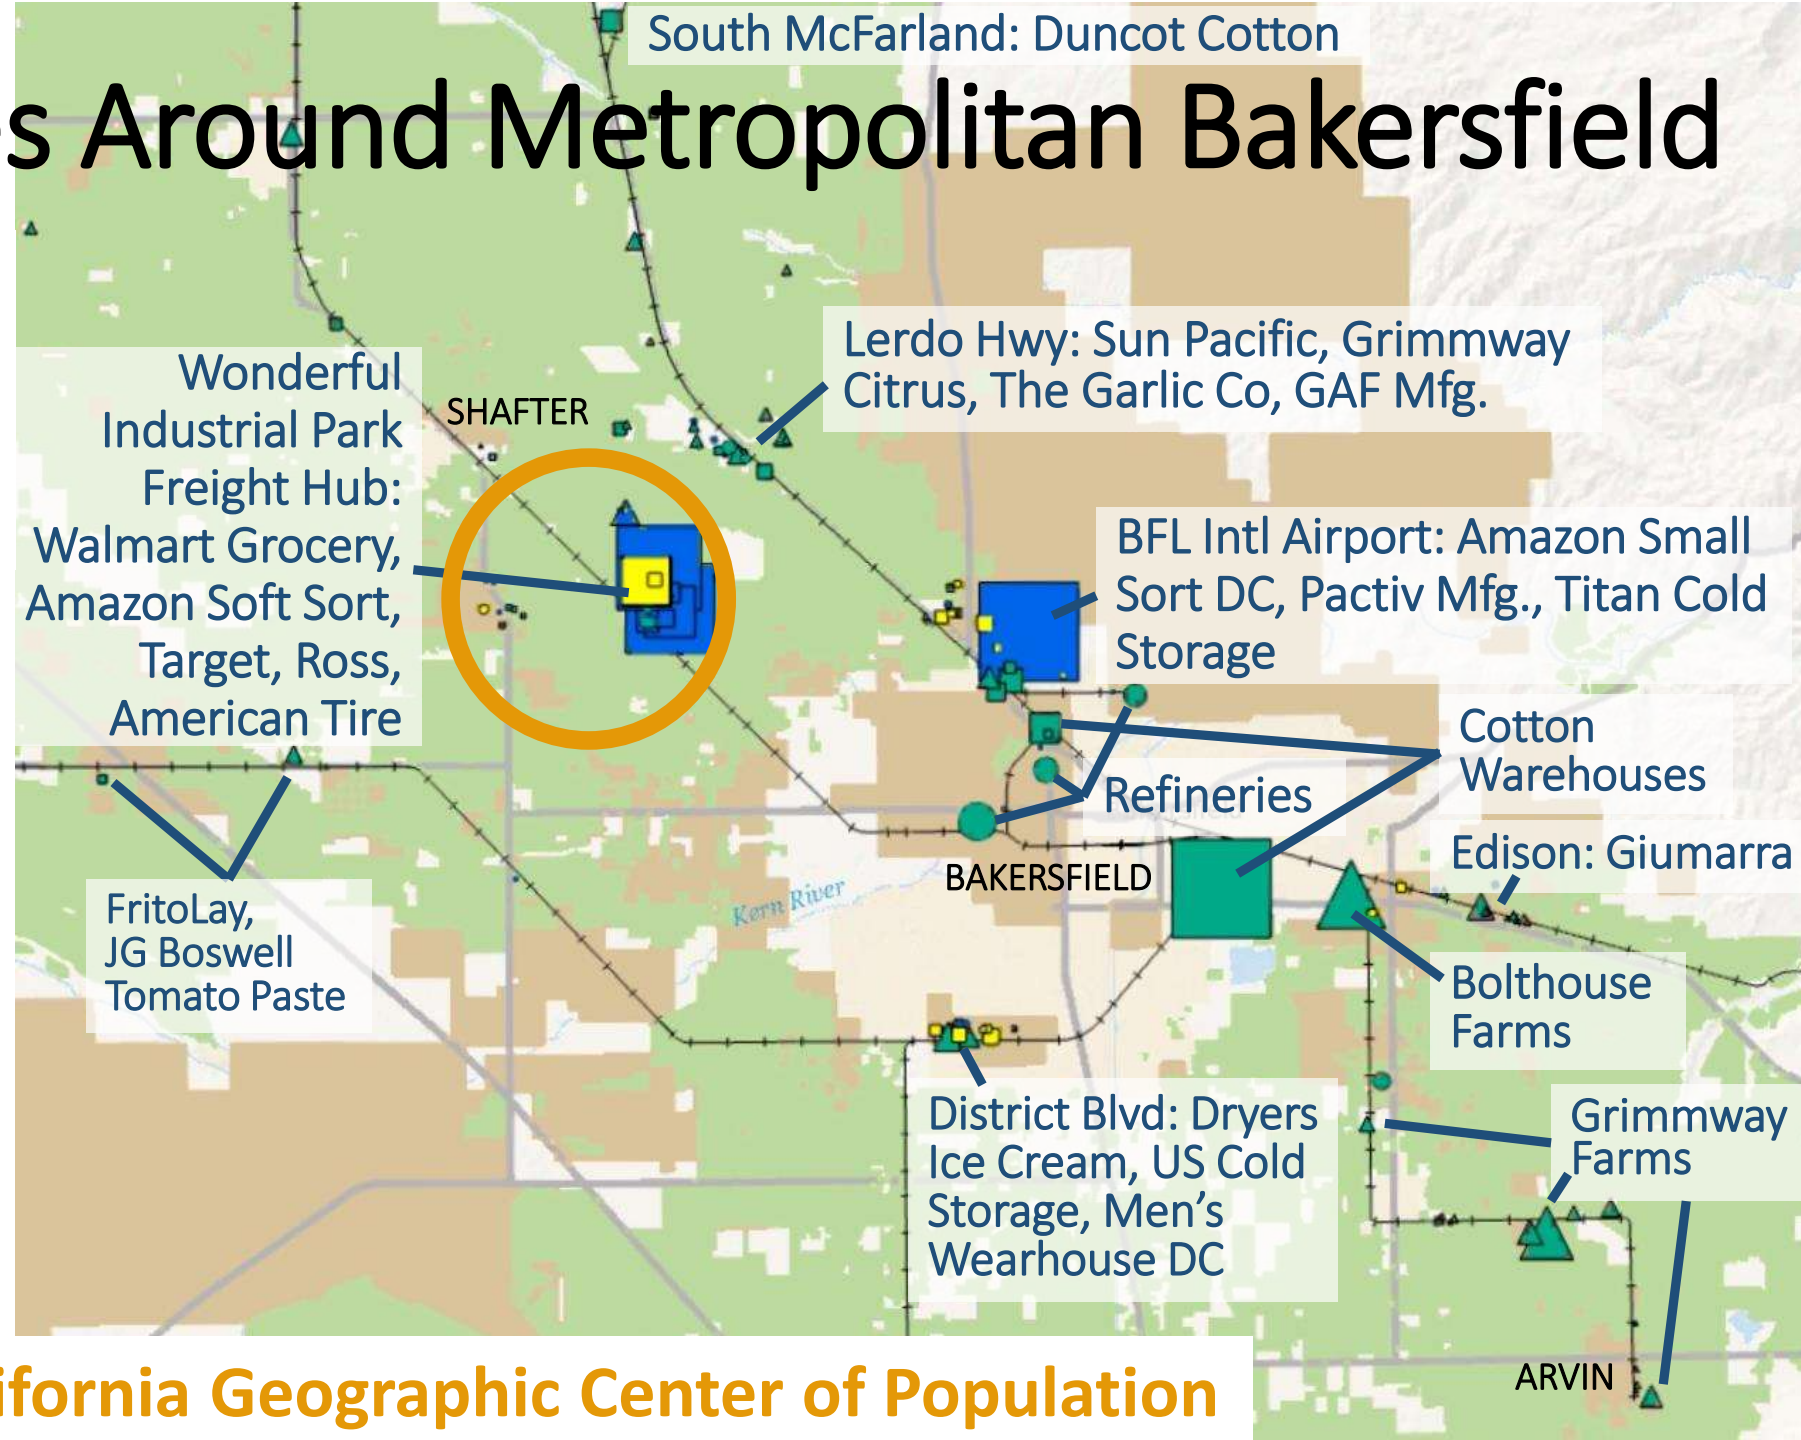 South McFarland: Duncot Cotton
s Around Metropolitan Bakersfield
Lerdo Hwy: Sun Pacific, Grimmway
Citrus, The Garlic Co, GAF Mfg.
Wonderful
Industrial Park
Freight Hub:
Walmart Grocery,
Amazon Soft Sort,
Target, Ross,
American Tire
SHAFTER
BFL Intl Airport: Amazon Small
Sort DC, Pactiv Mfg., Titan Cold
Storage
Cotton
Warehouses
Refineries
Edison: Giumarra
BAKERSFIELD
Kern River
FritoLay,
JG Boswell
Tomato Paste
Bolthouse
Farms
District Blvd: Dryers
Ice Cream, US Cold
Storage, Men's
Wearhouse DC
Grimmway
Farms
ARVIN
ifornia Geographic Center of Population